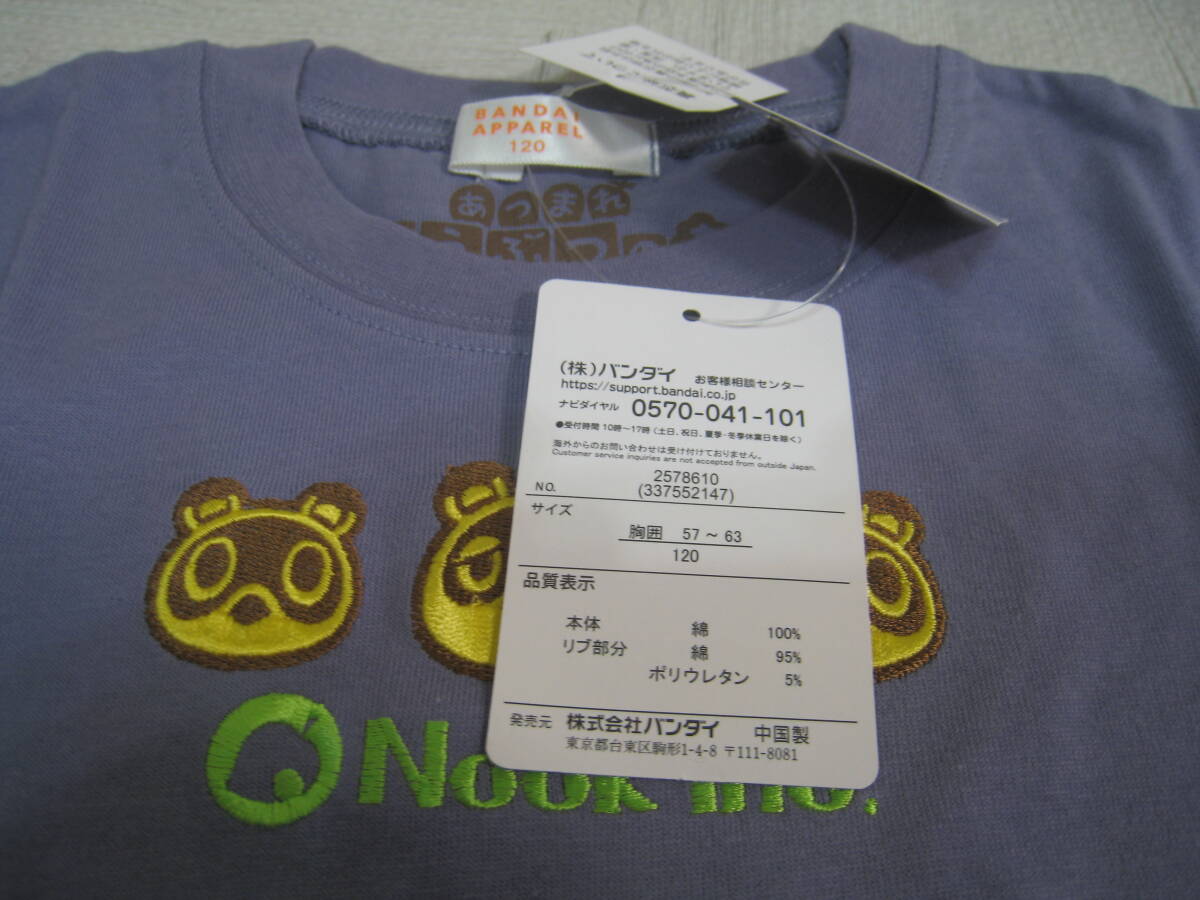 BANDAI
APPAREL
120
あつまれ
(株)バンダイ お客様相談センター
https://support.bandai.co.jp
ナビダイヤル 0570-041-101
●受付時間 10時～17時（土日、祝日、夏季・冬季休業日を除く）
海外からのお問い合わせは受け付けておりません。
Customer service inquiries are not accepted from outside Japan.
NO. 2578610
(337552147)
サイズ
胸囲 57 ～ 63
120
品質表示
本体 綿 100%
リブ部分 綿 95%
ポリウレタン 5%
発売元 株式会社バンダイ 中国製
東京都台東区駒形1-4-8 〒111-8081
Nook Inc.